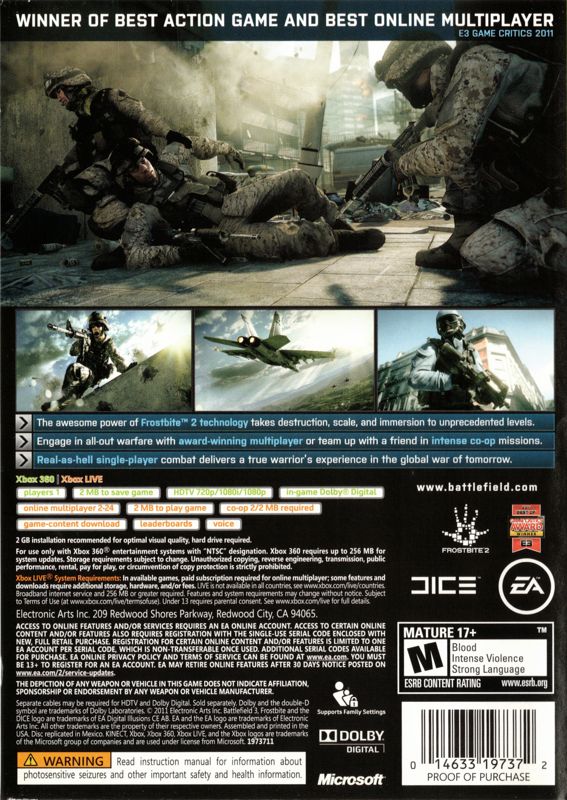 WINNER OF BEST ACTION GAME AND BEST ONLINE MULTIPLAYER
E3 GAME CRITICS 2011
The awesome power of Frostbite™ 2 technology takes destruction, scale, and immersion to unprecedented levels.
Engage in all-out warfare with award-winning multiplayer or team up with a friend in intense co-op missions.
Real-as-hell single-player combat delivers a true warrior's experience in the global war of tomorrow.
Xbox 360 | Xbox LIVE
players 1
2 MB to save game
HDTV 720p/1080i/1080p
in-game Dolby® Digital
online multiplayer 2-24
2 MB to play game
co-op 2/2 MB required
game-content download
leaderboards
voice
www.battlefield.com
FROSTBITE 2
AWARD
WINNER
E3
2 GB installation recommended for optimal visual quality, hard drive required.
For use only with Xbox 360® entertainment systems with "NTSC" designation. Xbox 360 requires up to 256 MB for
system updates. Storage requirements subject to change. Unauthorized copying, reverse engineering, transmission, public
performance, rental, pay for play, or circumvention of copy protection is strictly prohibited.
Xbox LIVE® System Requirements: In available games, paid subscription required for online multiplayer; some features and
downloads require additional storage, hardware, and/or fees. LIVE is not available in all countries, see www.xbox.com/live/countries.
Broadband internet service and 256 MB or greater required. Features and system requirements may change without notice. Subject
to Terms of Use (at www.xbox.com/live/termsofuse). Under 13 requires parental consent. See www.xbox.com/live for full details.
DICE
EA
Electronic Arts Inc. 209 Redwood Shores Parkway, Redwood City, CA 94065.
ACCESS TO ONLINE FEATURES AND/OR SERVICES REQUIRES AN EA ONLINE ACCOUNT. ACCESS TO CERTAIN ONLINE
CONTENT AND/OR FEATURES ALSO REQUIRES REGISTRATION WITH THE SINGLE-USE SERIAL CODE ENCLOSED WITH
NEW, FULL RETAIL PURCHASE. REGISTRATION FOR CERTAIN ONLINE CONTENT AND/OR FEATURES IS LIMITED TO ONE
EA ACCOUNT PER SERIAL CODE, WHICH IS NON-TRANSFERABLE ONCE USED. ADDITIONAL SERIAL CODES AVAILABLE
FOR PURCHASE. EA ONLINE PRIVACY POLICY AND TERMS OF SERVICE CAN BE FOUND AT www.ea.com. YOU MUST
BE 13+ TO REGISTER FOR AN EA ACCOUNT. EA MAY RETIRE ONLINE FEATURES AFTER 30 DAYS NOTICE POSTED ON
www.ea.com/2/service-updates.
THE DEPICTION OF ANY WEAPON OR VEHICLE IN THIS GAME DOES NOT INDICATE AFFILIATION,
SPONSORSHIP OR ENDORSEMENT BY ANY WEAPON OR VEHICLE MANUFACTURER.
Separate cables may be required for HDTV and Dolby Digital. Sold separately. Dolby and the double-D
symbol are trademarks of Dolby Laboratories. © 2011 Electronic Arts Inc. Battlefield 3, Frostbite and the
DICE logo are trademarks of EA Digital Illusions CE AB. EA and the EA logo are trademarks of Electronic
Arts Inc. All other trademarks are the property of their respective owners. Assembled and printed in the
USA. Disc replicated in Mexico. KINECT, Xbox, Xbox 360, Xbox LIVE, and the Xbox logos are trademarks
of the Microsoft group of companies and are used under license from Microsoft. 1973711
Supports Family Settings
DOLBY
DIGITAL
Microsoft
MATURE 17+
™
M
Blood
Intense Violence
Strong Language
ESRB CONTENT RATING
www.esrb.org
WARNING
Read instruction manual for information about
photosensitive seizures and other important safety and health information.
0 14633 19737 2
PROOF OF PURCHASE